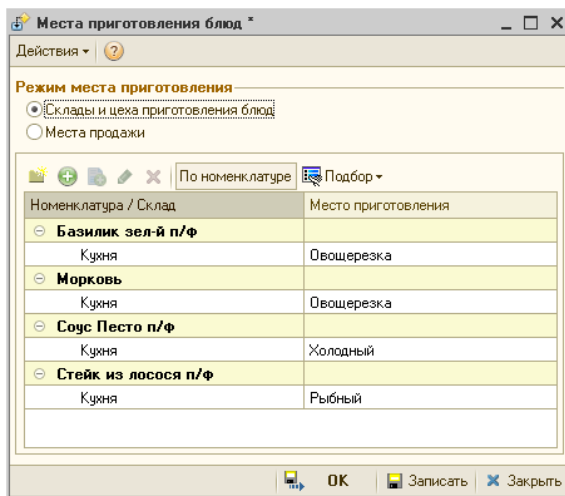 Места приготовления блюд *
Действия
Режим места приготовления
Склады и цеха приготовления блюд
Места продажи
По номенклатуре Подбор
Номенклатура / Склад Место приготовления
Базилик зел-й п/ф
Кухня Овощерезка
Морковь
Кухня Овощерезка
Соус Песто п/ф
Кухня Холодный
Стейк из лосося п/ф
Кухня Рыбный
OK Записать Закрыть